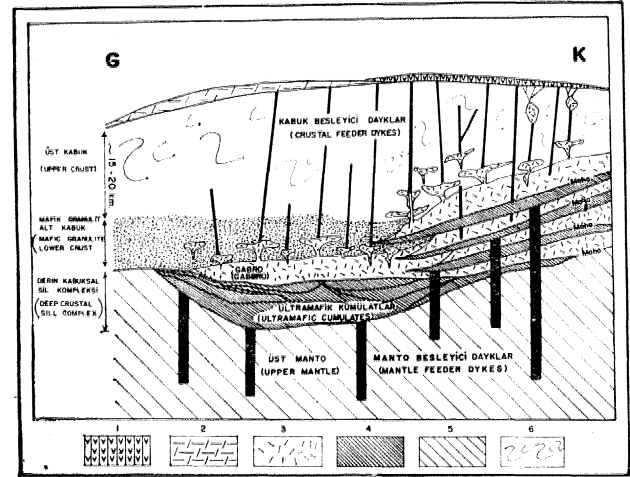 G
K
KABUK BESLEYİCİ DAYKLAR
(CRUSTAL FEEDER DYKES)
ÜST KABUK
(UPPER CRUST)
~15-20 km
MAFİK GRANULİT
ALT KABUK
MAFIC GRANULITE
LOWER CRUST
DERİN KABUKSAL
SİL KOMPLEKSİ
(DEEP CRUSTAL
SILL COMPLEX)
Moho
Moho
Moho
Moho
GABRO
(GABBRO)
ULTRAMAFİK KÜMÜLATLAR
(ULTRAMAFIC CUMULATES)
ÜST MANTO
(UPPER MANTLE)
MANTO BESLEYİCİ DAYKLAR
(MANTLE FEEDER DYKES)
1 2 3 4 5 6